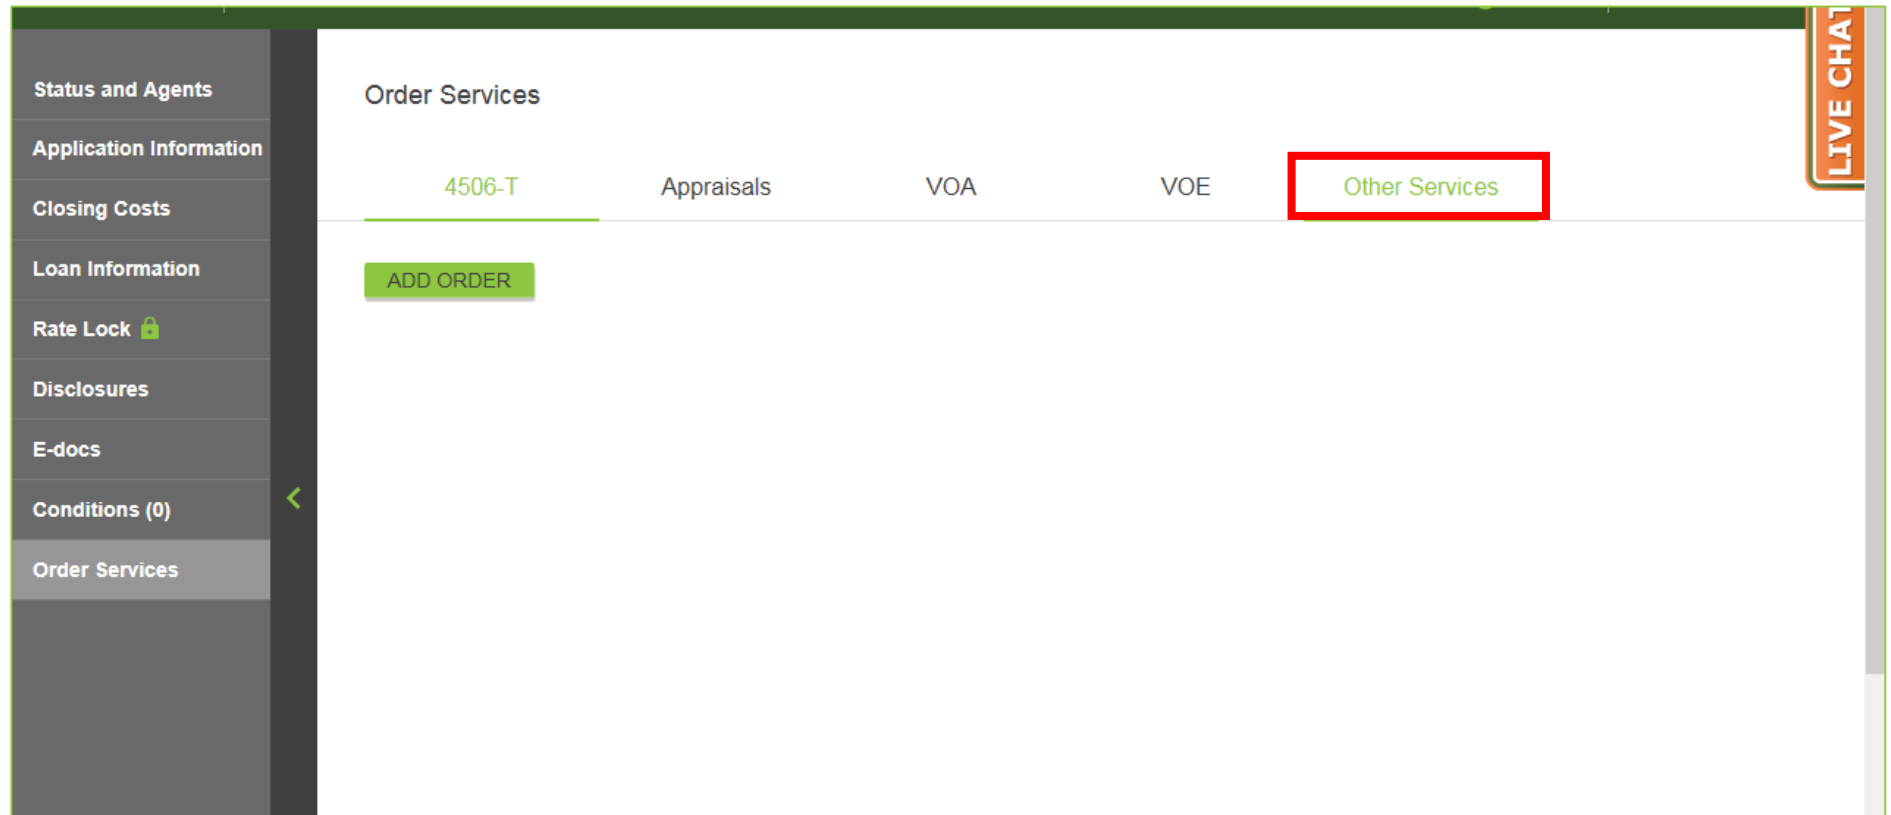 Status and Agents
Application Information
Closing Costs
Loan Information
Rate Lock
Disclosures
E-docs
Conditions (0)
Order Services
Order Services
4506-T
Appraisals
VOA
VOE
Other Services
ADD ORDER
LIVE CHAT